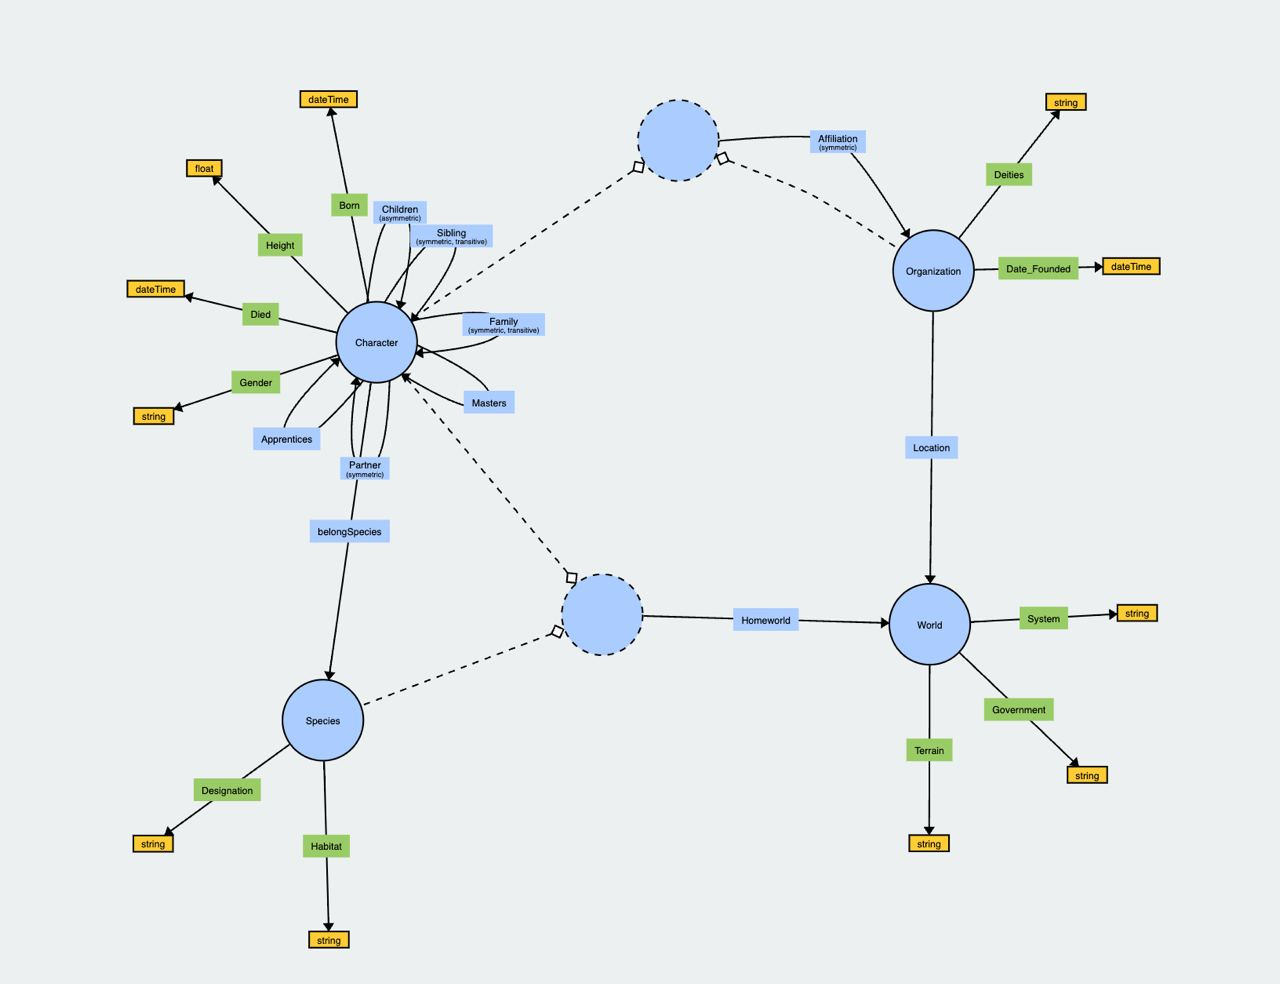 dateTime
string
Affiliation
(symmetric)
float
Deities
Born
Children
(asymmetric)
Sibling
(symmetric, transitive)
Height
Organization
Date_Founded
dateTime
dateTime
Died
Family
(symmetric, transitive)
Character
Gender
string
Masters
Apprentices
Location
Partner
(symmetric)
belongSpecies
Homeworld
World
System
string
Species
Government
Terrain
string
Designation
string
Habitat
string
string